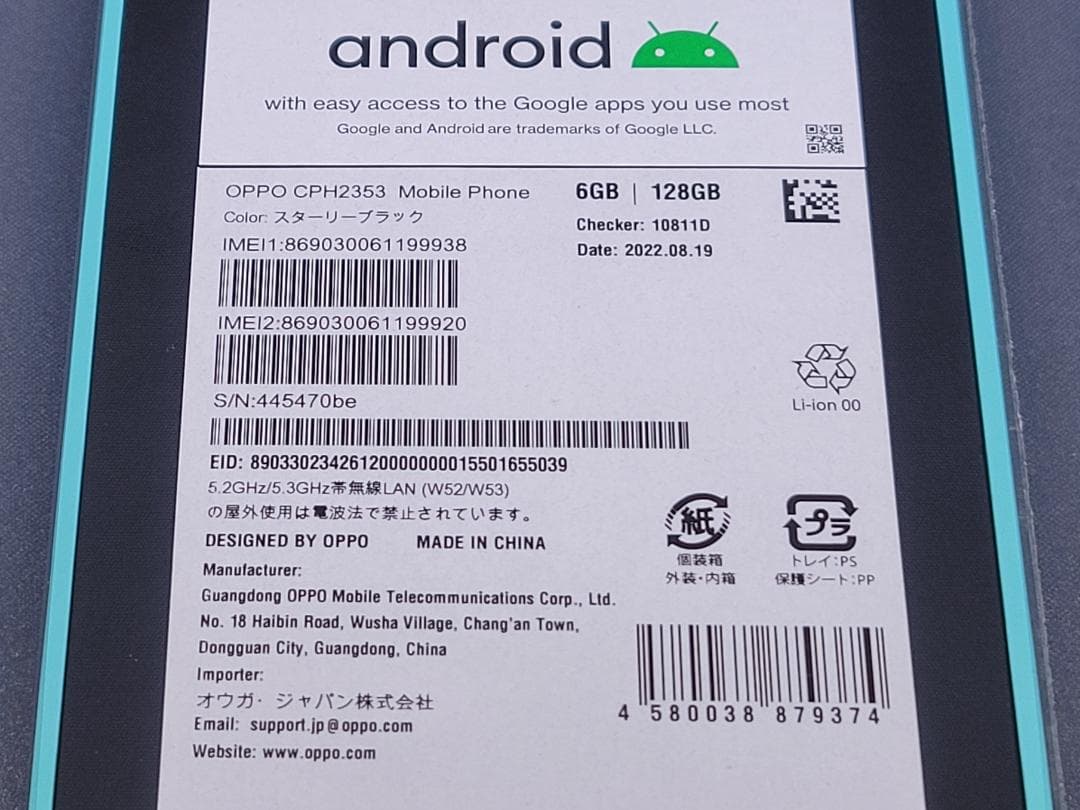 android
with easy access to the Google apps you use most
Google and Android are trademarks of Google LLC.
OPPO CPH2353 Mobile Phone
6GB | 128GB
Color: スターリーブラック
Checker: 10811D
IMEI1:869030061199938
Date: 2022.08.19
IMEI2:869030061199920
S/N:445470be
Li-ion 00
EID: 89033023426120000000015501655039
5.2GHz/5.3GHz帯無線LAN (W52/W53)
の屋外使用は電波法で禁止されています。
紙
プラ
DESIGNED BY OPPO MADE IN CHINA
個装箱
外装・内箱
トレイ:PS
保護シート:PP
Manufacturer:
Guangdong OPPO Mobile Telecommunications Corp., Ltd.
No. 18 Haibin Road, Wusha Village, Chang'an Town,
Dongguan City, Guangdong, China
Importer:
オウガ・ジャパン株式会社
Email: support.jp@oppo.com
Website: www.oppo.com
4 580038 879374